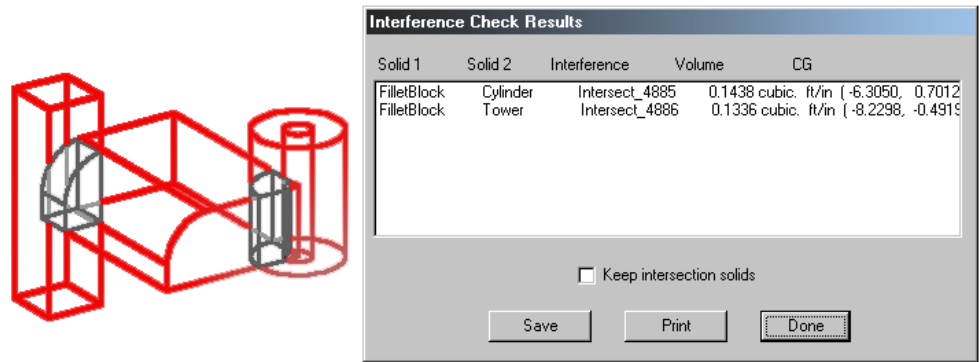 Interference Check Results
Solid 1 Solid 2 Interference Volume CG
FilletBlock Cylinder Intersect_4885 0.1438 cubic. ft/in ( -6.3050, 0.7012
FilletBlock Tower Intersect_4886 0.1336 cubic. ft/in ( -8.2298, -0.4919
Keep intersection solids
Save Print Done